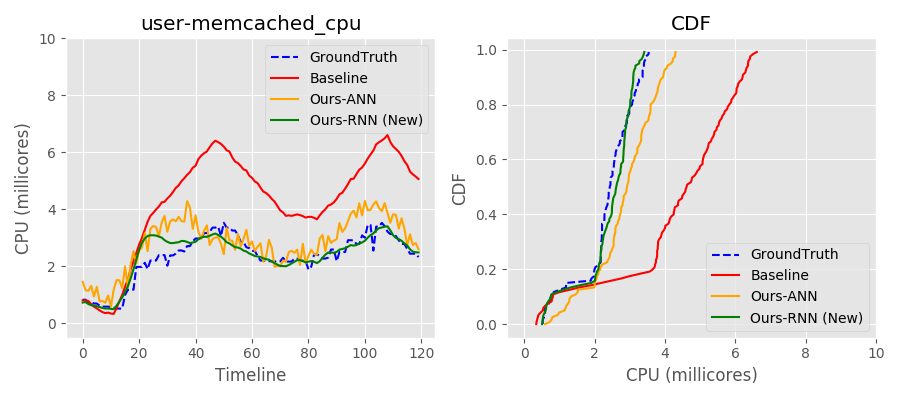 user-memcached_cpu
CPU (millicores)
10
8
6
4
2
0
GroundTruth
Baseline
Ours-ANN
Ours-RNN (New)
0 20 40 60 80 100 120
Timeline
CDF
CDF
1.0
0.8
0.6
0.4
0.2
0.0
GroundTruth
Baseline
Ours-ANN
Ours-RNN (New)
0 2 4 6 8 10
CPU (millicores)